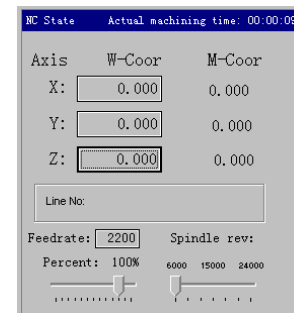 NC State Actual machining time: 00:00:09
Axis W-Coor M-Coor
X: 0.000 0.000
Y: 0.000 0.000
Z: 0.000 0.000
Line No:
Feedrate: 2200 Spindle rev:
Percent: 100% 6000 15000 24000